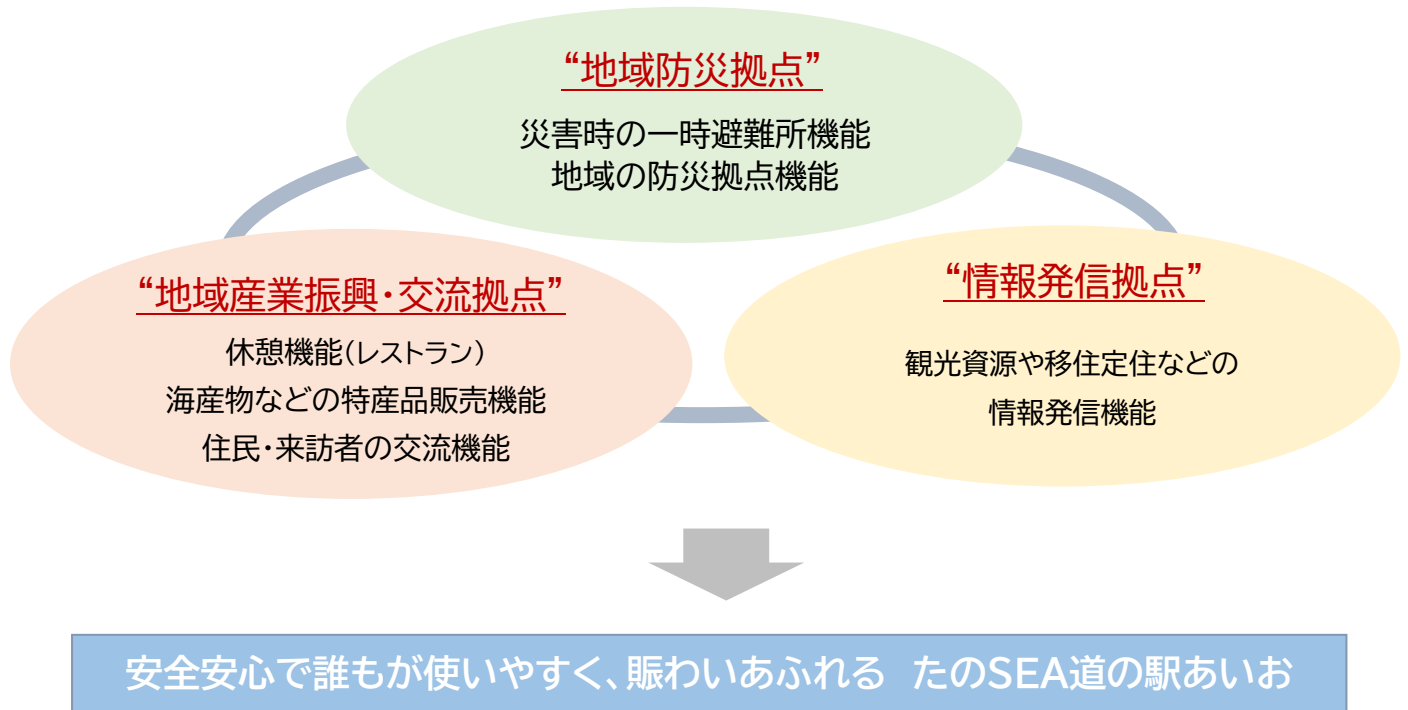 “地域防災拠点”
災害時の一時避難所機能
地域の防災拠点機能
“地域産業振興・交流拠点”
休憩機能(レストラン)
海産物などの特産品販売機能
住民・来訪者の交流機能
“情報発信拠点”
観光資源や移住定住などの
情報発信機能
安全安心で誰もが使いやすく、賑わいあふれる　たのSEA道の駅あいお